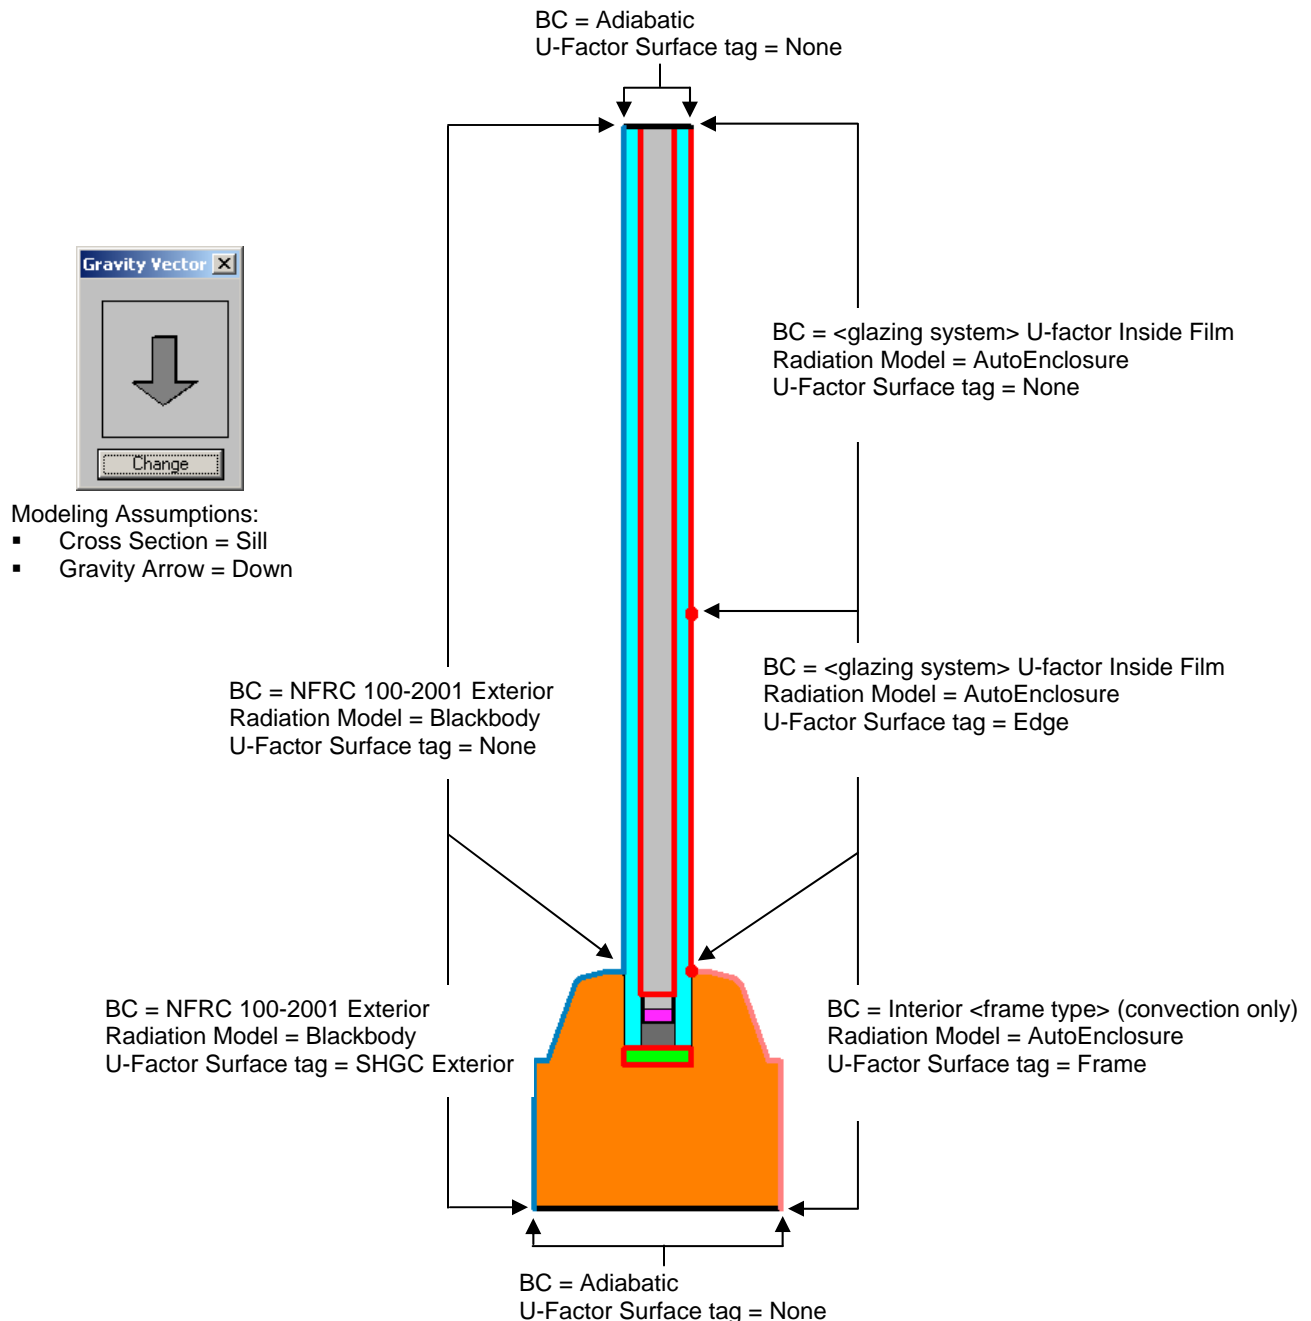 BC = Adiabatic
U-Factor Surface tag = None
Gravity Vector
Change
Modeling Assumptions:
▪ Cross Section = Sill
▪ Gravity Arrow = Down
BC = <glazing system> U-factor Inside Film
Radiation Model = AutoEnclosure
U-Factor Surface tag = None
BC = NFRC 100-2001 Exterior
Radiation Model = Blackbody
U-Factor Surface tag = None
BC = <glazing system> U-factor Inside Film
Radiation Model = AutoEnclosure
U-Factor Surface tag = Edge
BC = NFRC 100-2001 Exterior
Radiation Model = Blackbody
U-Factor Surface tag = SHGC Exterior
BC = Interior <frame type> (convection only)
Radiation Model = AutoEnclosure
U-Factor Surface tag = Frame
BC = Adiabatic
U-Factor Surface tag = None